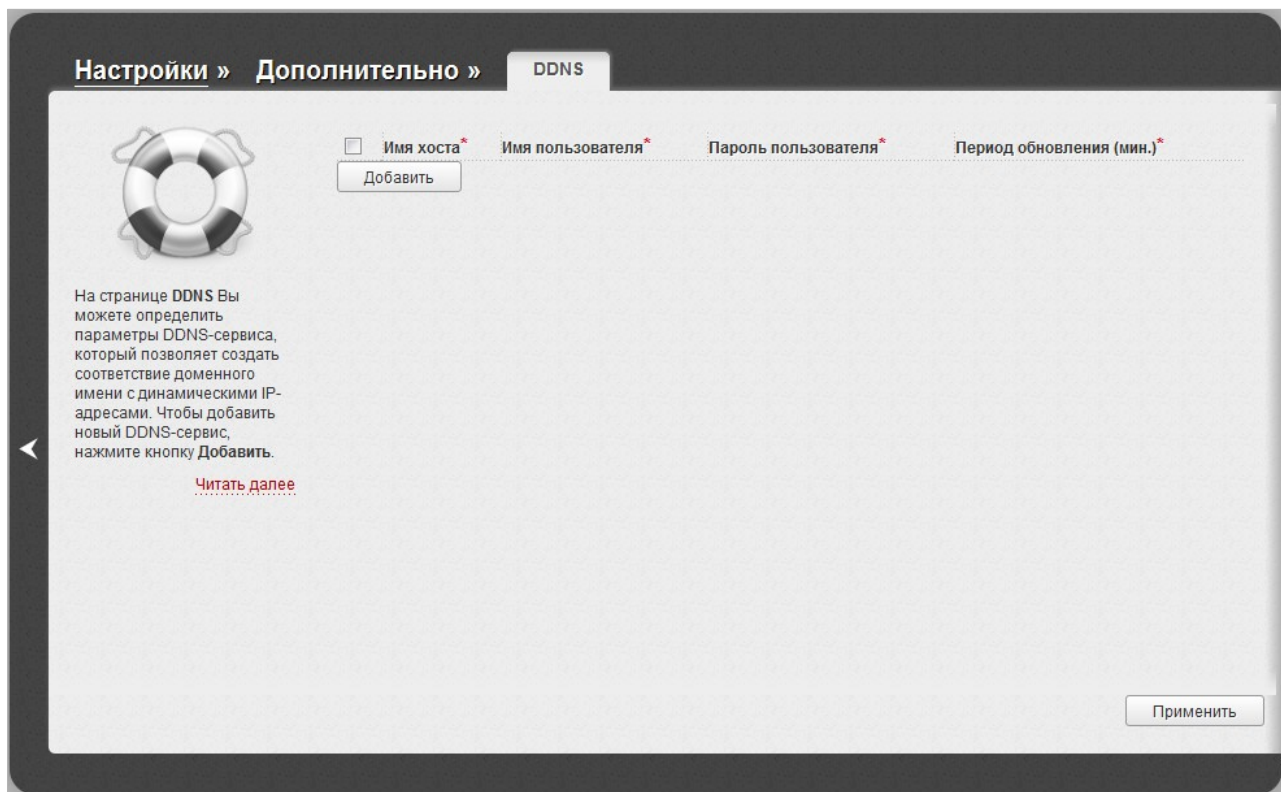 Настройки » Дополнительно » DDNS
Имя хоста* Имя пользователя* Пароль пользователя* Период обновления (мин.)*
Добавить
На странице DDNS Вы
можете определить
параметры DDNS-сервиса,
который позволяет создать
соответствие доменного
имени с динамическими IP-
адресами. Чтобы добавить
новый DDNS-сервис,
нажмите кнопку Добавить.
Читать далее
Применить